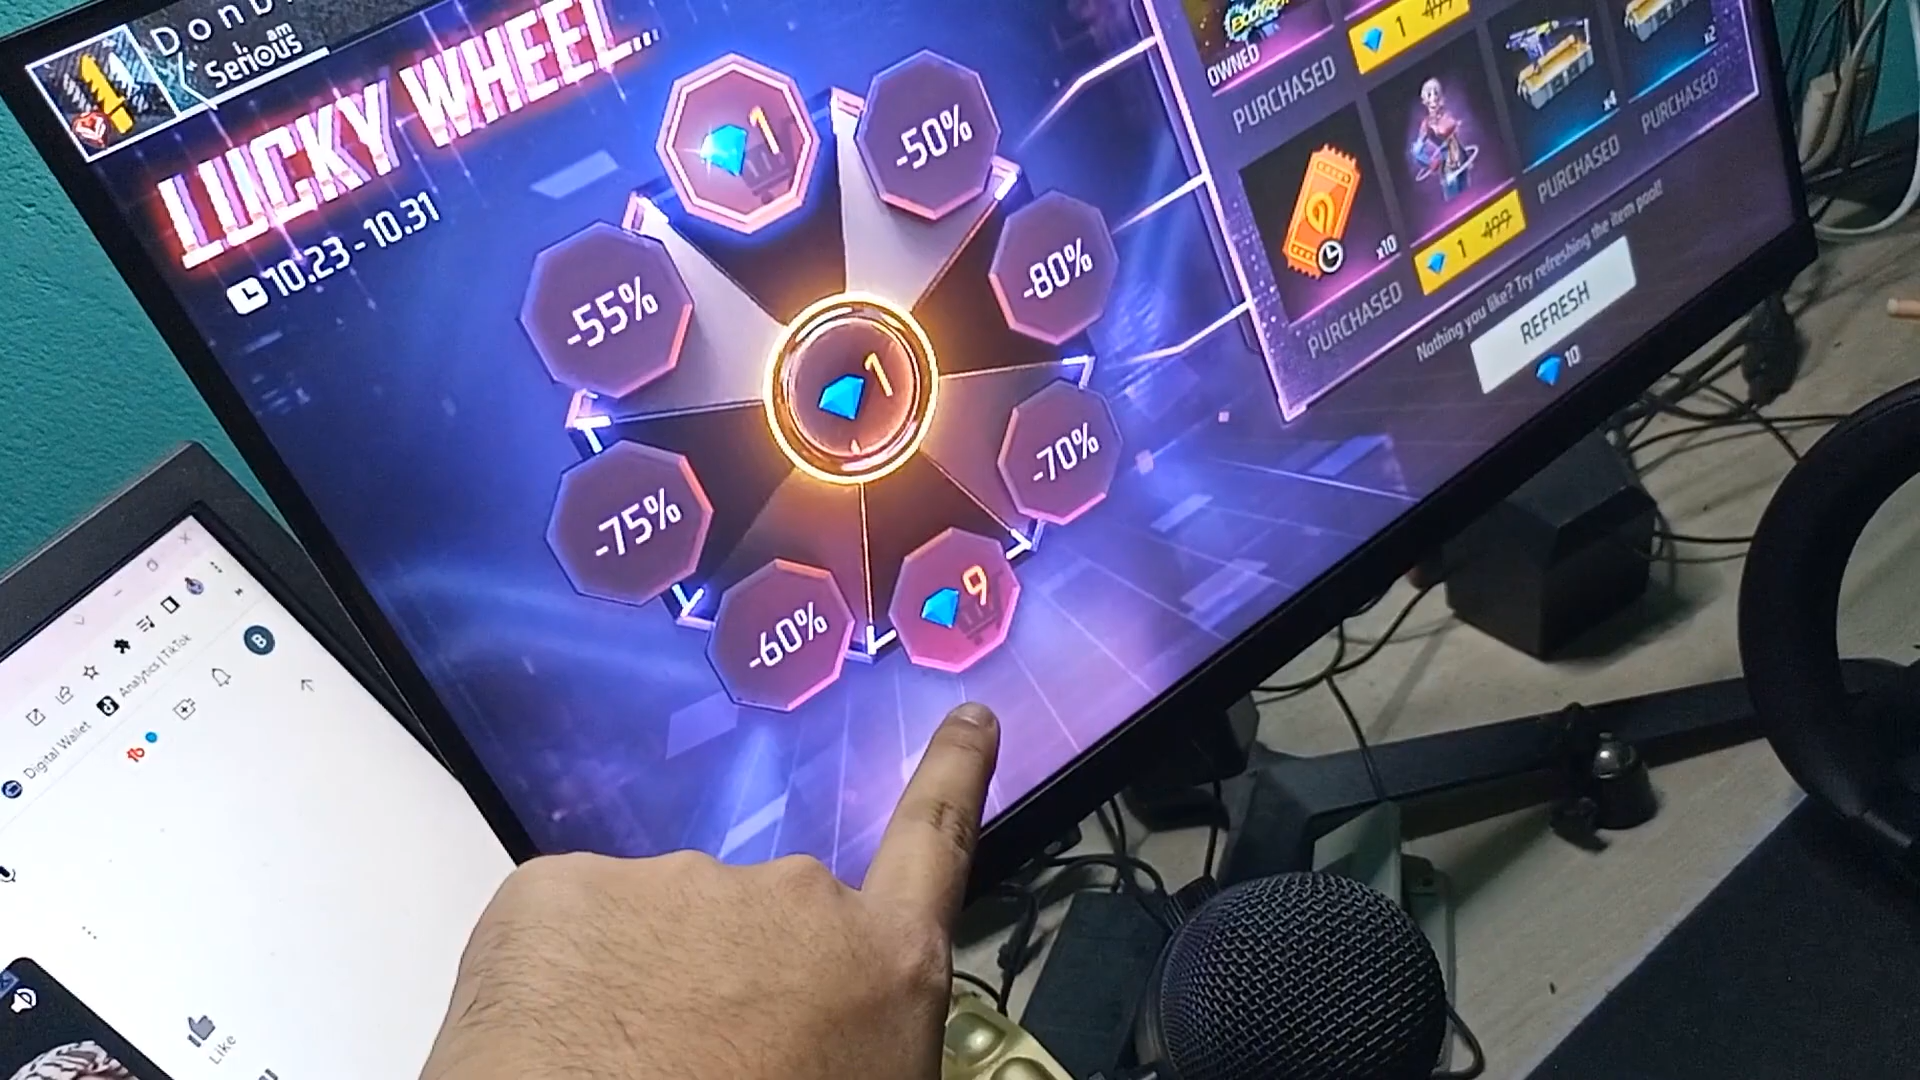 I am
Serious
LUCKY WHEEL
10.23 - 10.31
1
-50%
-80%
-70%
9
-60%
-75%
-55%
1
OWNED
PURCHASED
1 499
x4
PURCHASED
x2
PURCHASED
x10
PURCHASED
1 499
Nothing you like? Try refreshing the item pool!
REFRESH
10
Digital Wallet
Analytics | TikTok
B
Like